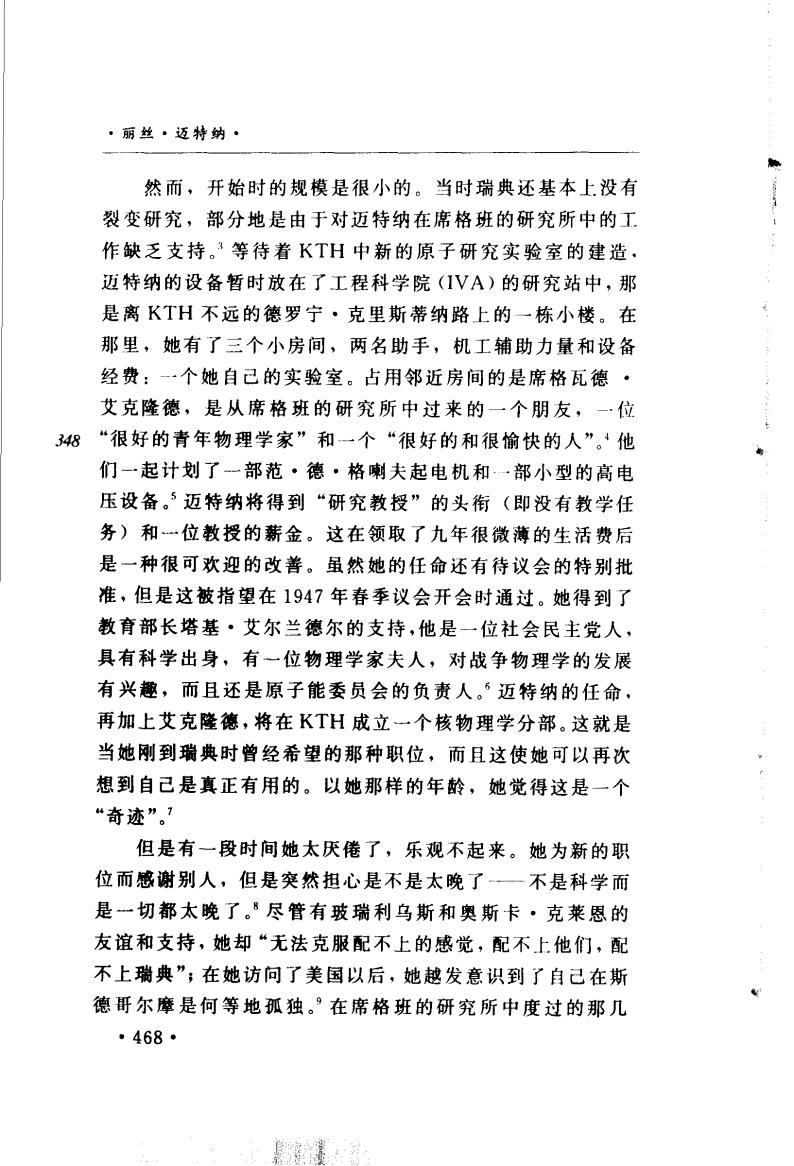 ·丽丝·迈特纳·
然而，开始时的规模是很小的。当时瑞典还基本上没有
裂变研究，部分地是由于对迈特纳在席格班的研究所中的工
作缺乏支持。³等待着 KTH 中新的原子研究实验室的建造，
迈特纳的设备暂时放在了工程科学院（IVA）的研究站中，那
是离 KTH 不远的德罗宁·克里斯蒂纳路上的一栋小楼。在
那里，她有了三个小房间，两名助手，机工辅助力量和设备
经费：一个她自己的实验室。占用邻近房间的是席格瓦德·
艾克隆德，是从席格班的研究所中过来的一个朋友，一位
348 “很好的青年物理学家”和一个“很好的和很愉快的人”。⁴他
们一起计划了一部范·德·格喇夫起电机和一部小型的高电
压设备。⁵迈特纳将得到“研究教授”的头衔（即没有教学任
务）和一位教授的薪金。这在领取了九年很微薄的生活费后
是一种很可欢迎的改善。虽然她的任命还有待议会的特别批
准，但是这被指望在 1947 年春季议会开会时通过。她得到了
教育部长塔基·艾尔兰德尔的支持，他是一位社会民主党人，
具有科学出身，有一位物理学家夫人，对战争物理学的发展
有兴趣，而且还是原子能委员会的负责人。⁶迈特纳的任命，
再加上艾克隆德，将在 KTH 成立一个核物理学分部。这就是
当她刚到瑞典时曾经希望的那种职位，而且这使她可以再次
想到自己是真正有用的。以她那样的年龄，她觉得这是一个
“奇迹”。⁷
但是有一段时间她太厌倦了，乐观不起来。她为新的职
位而感谢别人，但是突然担心是不是太晚了——不是科学而
是一切都太晚了。⁸尽管有玻瑞利乌斯和奥斯卡·克莱恩的
友谊和支持，她却“无法克服配不上的感觉，配不上他们，配
不上瑞典”；在她访问了美国以后，她越发意识到了自己在斯
德哥尔摩是何等地孤独。⁹在席格班的研究所中度过的那几
·468·